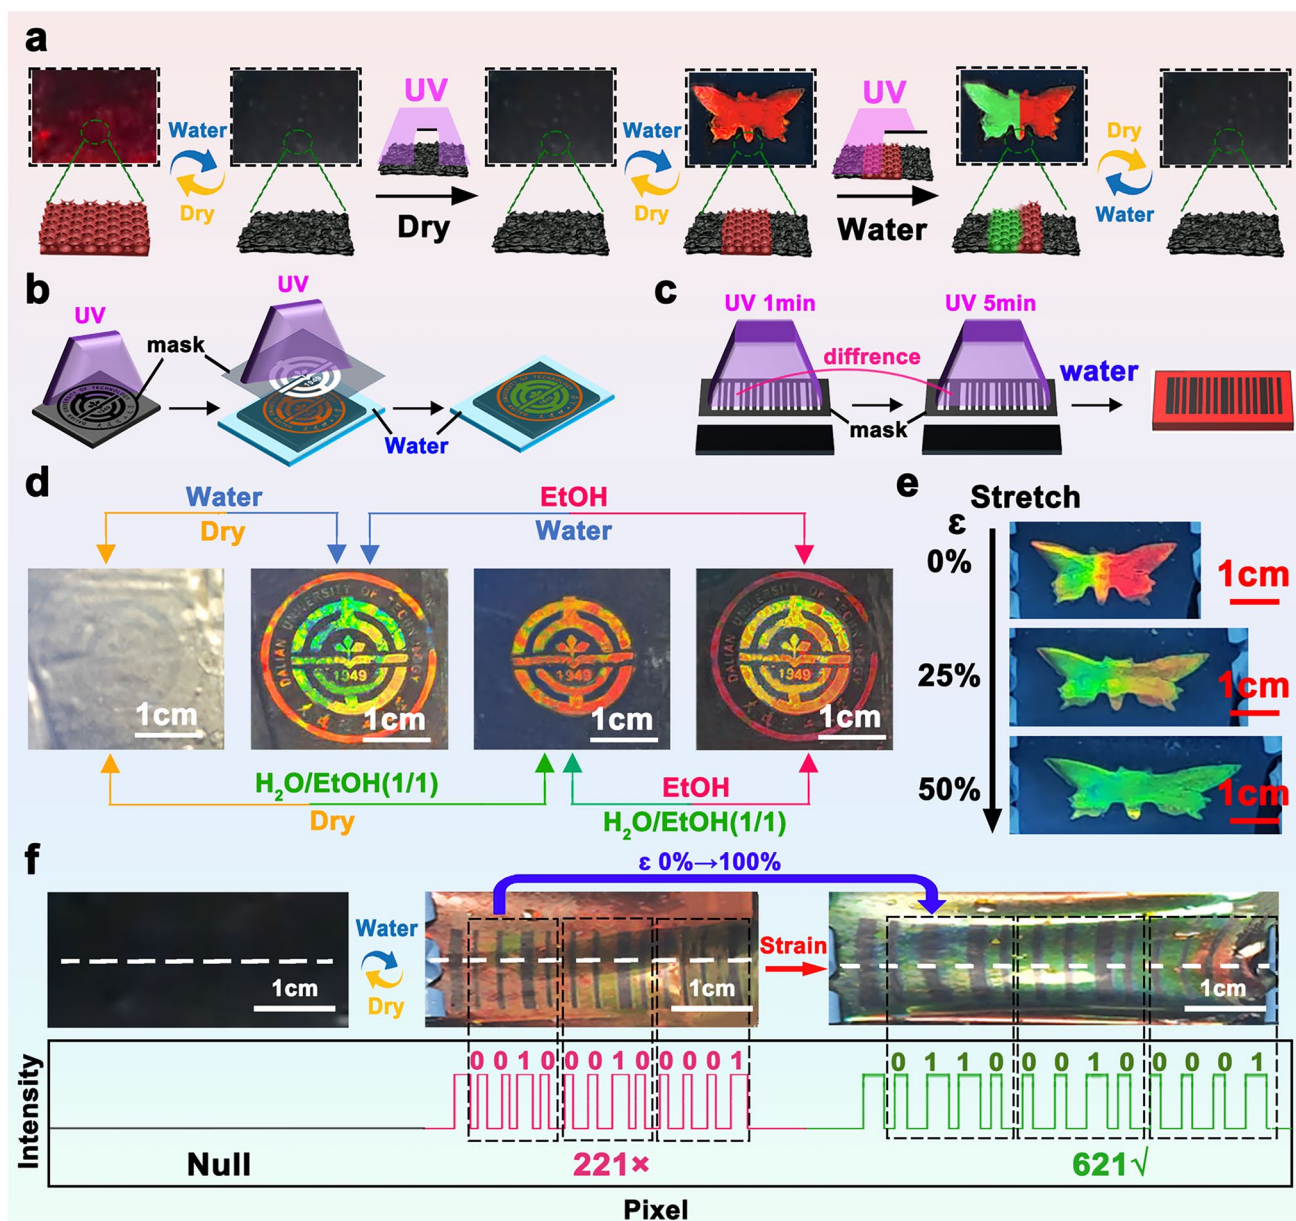 a
UV
UV
Water
Dry
Dry
Water
Dry
Water
Dry
Water
b
UV
UV
mask
Water
c
UV 1min
UV 5min
diffrence
mask
water
d
Water
Dry
EtOH
Water
DALIAN UNIVERSITY OF TECHNOLOGY
1949
1949
DALIAN UNIVERSITY OF TECHNOLOGY
1949
1cm
1cm
1cm
1cm
H₂O/EtOH(1/1)
Dry
EtOH
H₂O/EtOH(1/1)
e
Stretch
ε
0%
1cm
25%
1cm
50%
1cm
f
ε 0%→100%
Water
Dry
Strain
1cm
1cm
1cm
Intensity
0 0 1 0 0 0 1 0 0 0 0 1
0 1 1 0 0 0 1 0 0 0 0 1
Null
221×
621√
Pixel